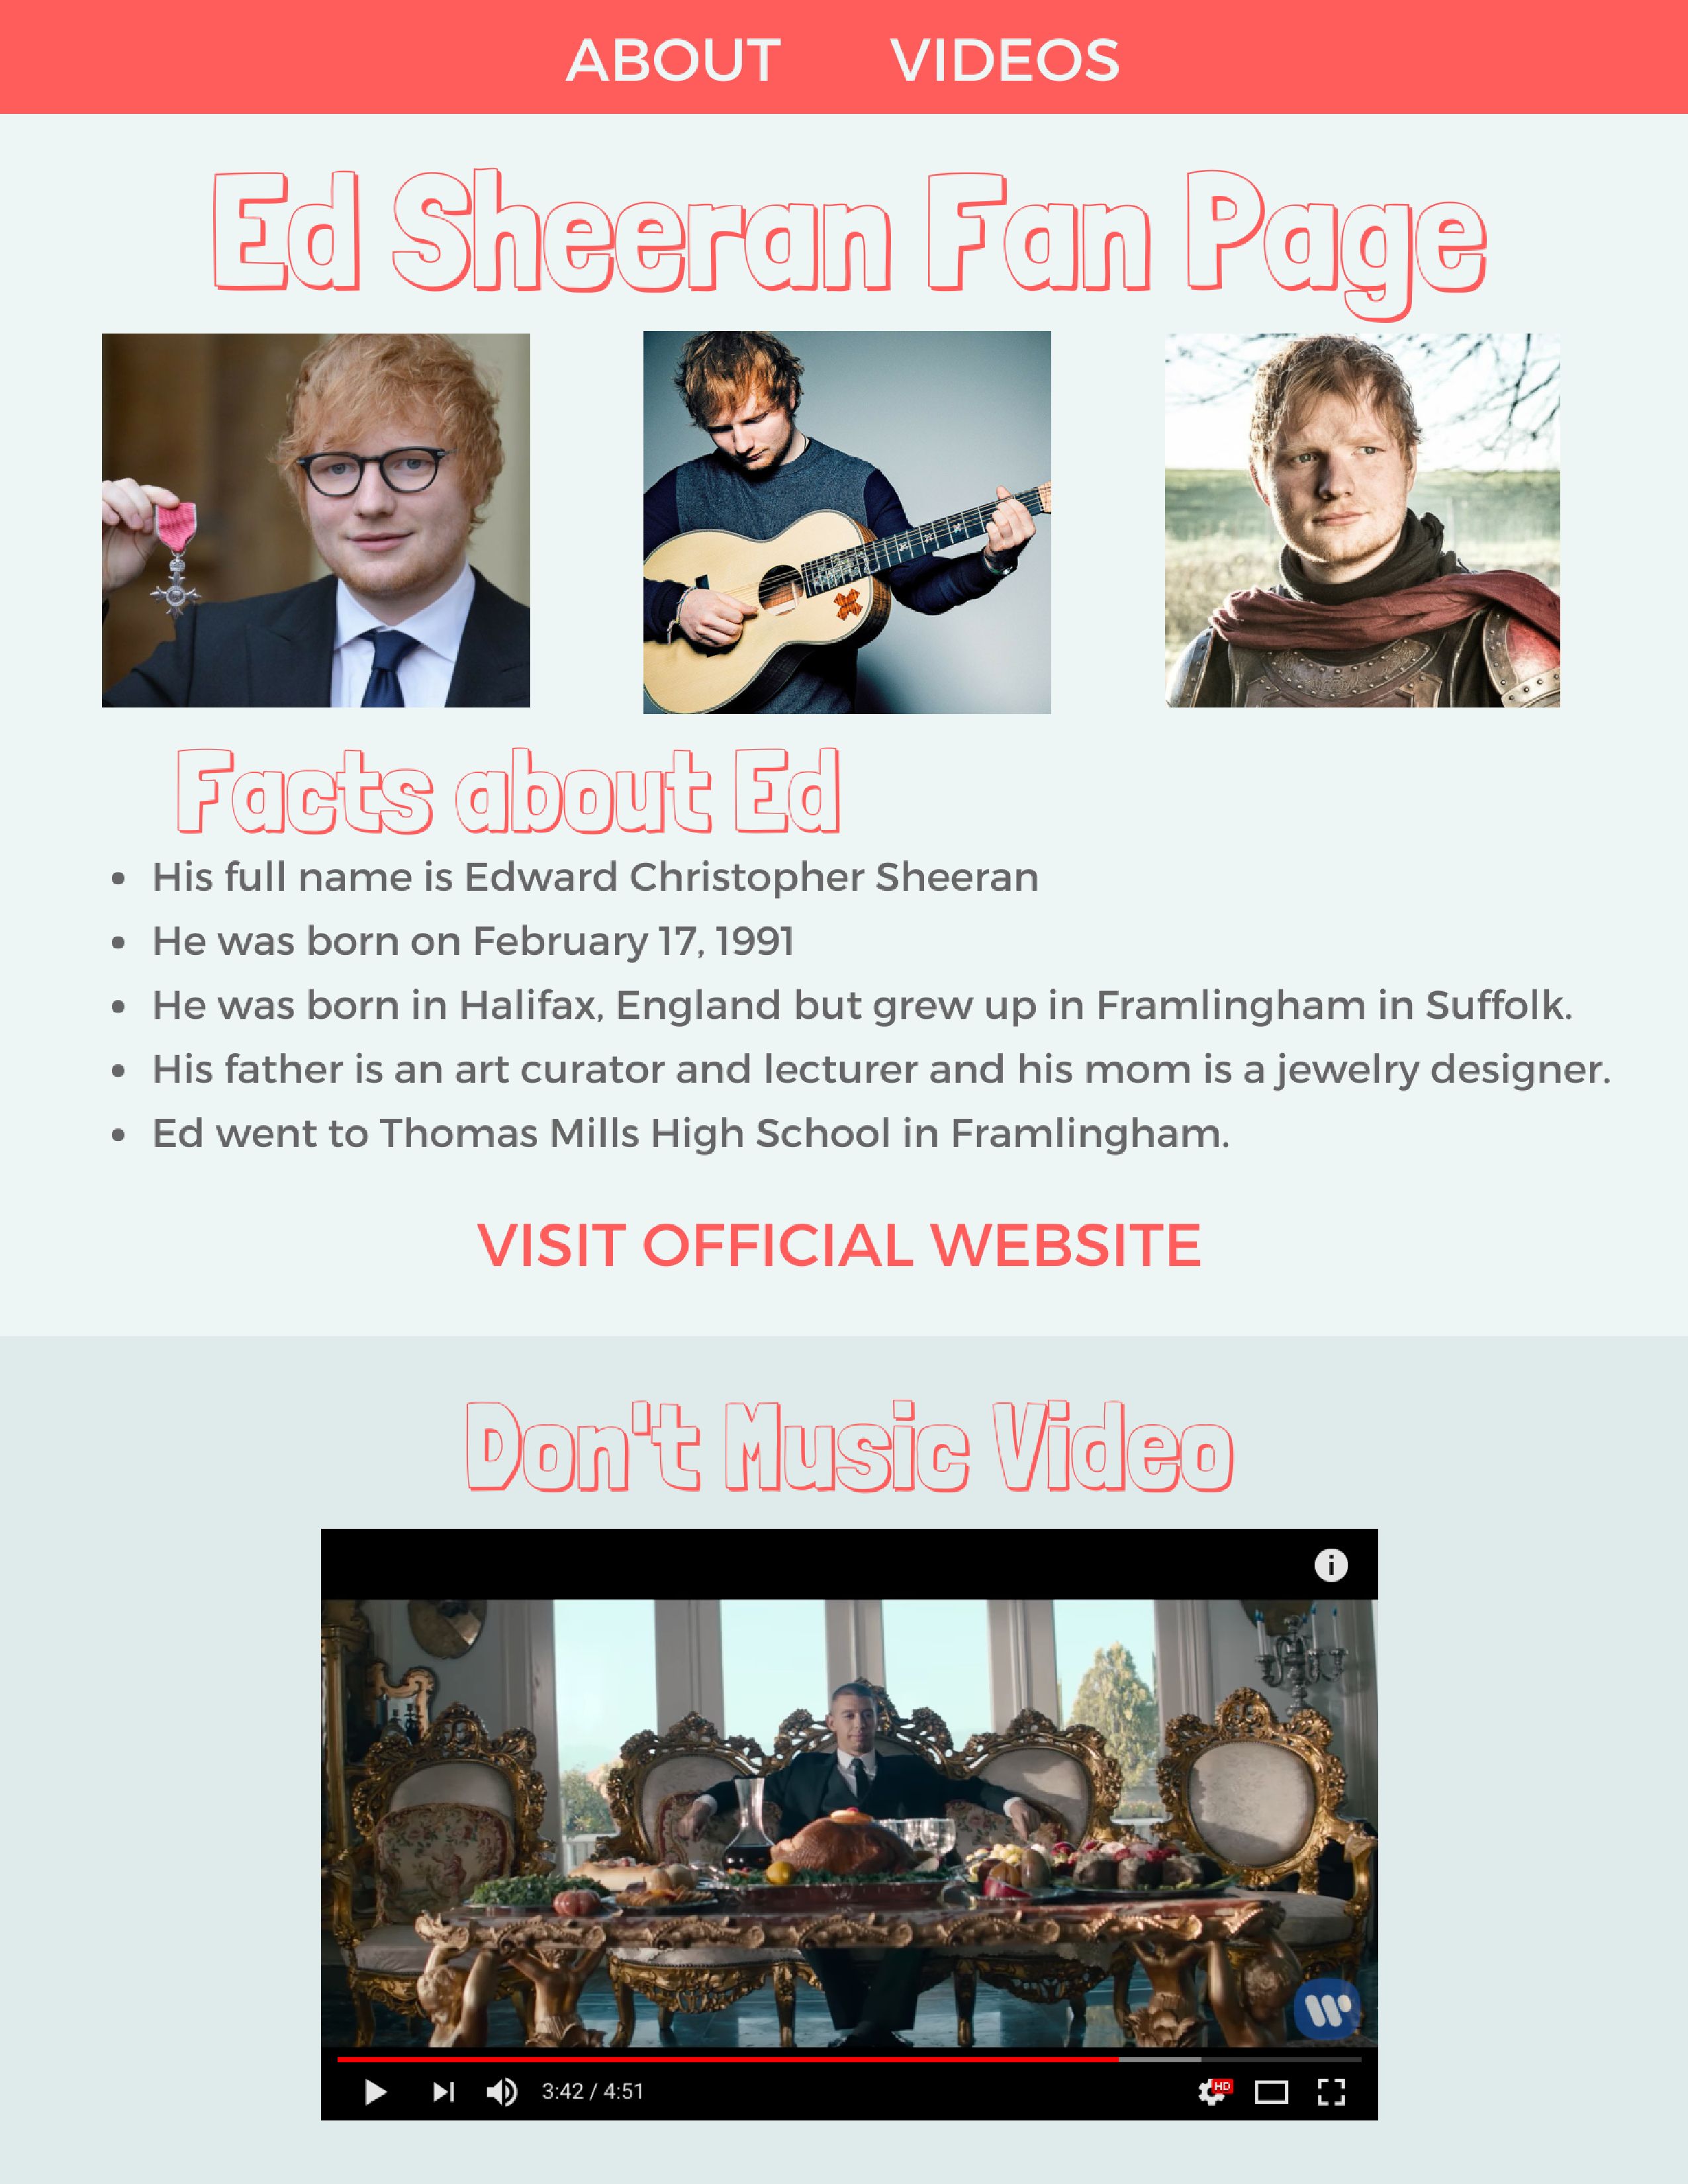 ABOUT VIDEOS
Ed Sheeran Fan Page
Facts about Ed
• His full name is Edward Christopher Sheeran
• He was born on February 17, 1991
• He was born in Halifax, England but grew up in Framlingham in Suffolk.
• His father is an art curator and lecturer and his mom is a jewelry designer.
• Ed went to Thomas Mills High School in Framlingham.
VISIT OFFICIAL WEBSITE
Don't Music Video
i
W
3:42 / 4:51
HD